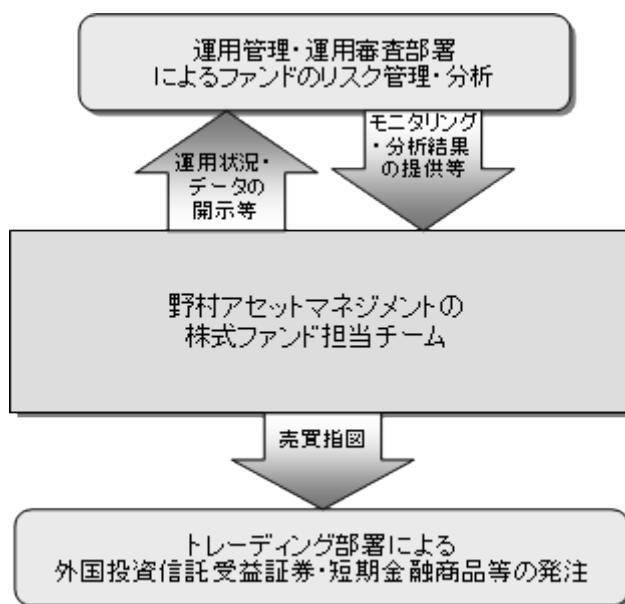 運用管理・運用審査部署
によるファンドのリスク管理・分析
運用状況・
データの
開示等
モニタリング
・分析結果
の提供等
野村アセットマネジメントの
株式ファンド担当チーム
売買指図
トレーディング部署による
外国投資信託受益証券・短期金融商品等の発注